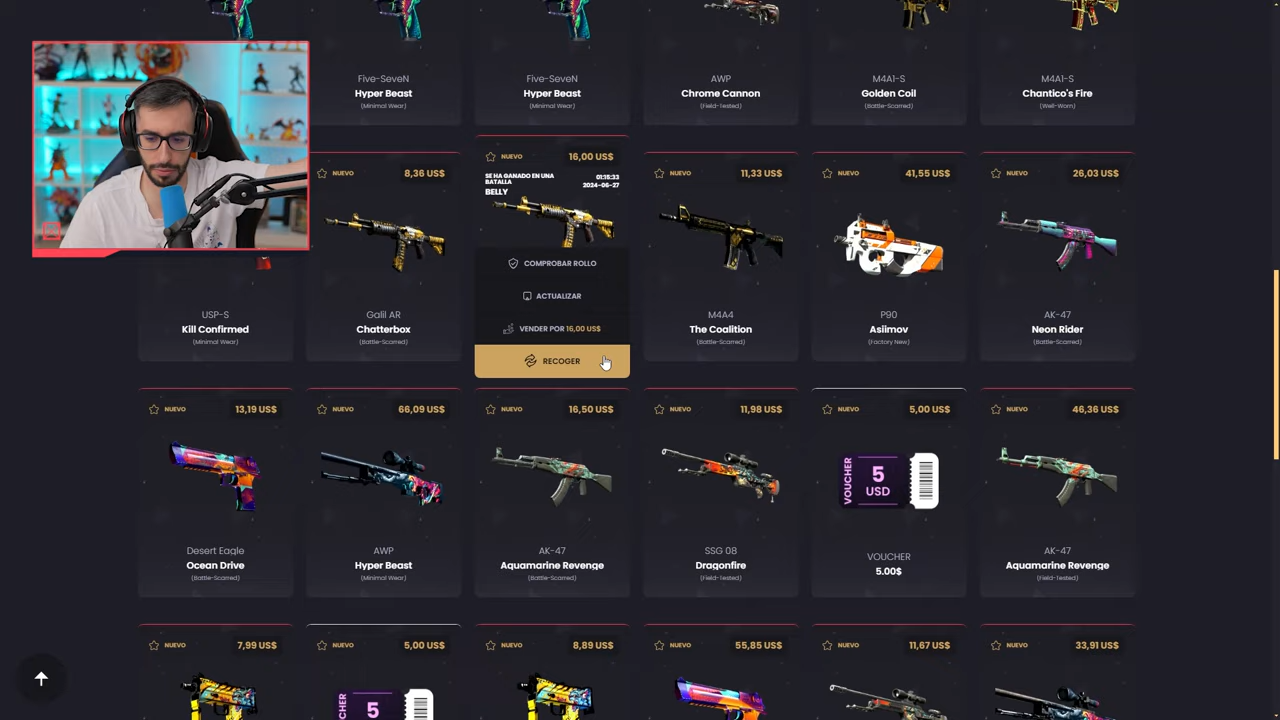 Five-SeveN
Hyper Beast
(Minimal Wear)
Five-SeveN
Hyper Beast
(Minimal Wear)
AWP
Chrome Cannon
(Field-Tested)
M4A1-S
Golden Coil
(Battle-Scarred)
M4A1-S
Chantico's Fire
(Well-Worn)
USP-S
Kill Confirmed
(Minimal Wear)
NUEVO 8,36 US$
Galil AR
Chatterbox
(Battle-Scarred)
NUEVO 16,00 US$
SE HA GANADO EN UNA
BATALLA
BELLY
01:15:33
2024-06-27
COMPROBAR ROLLO
ACTUALIZAR
VENDER POR 16,00 US$
RECOGER
NUEVO 11,33 US$
M4A4
The Coalition
(Battle-Scarred)
NUEVO 41,55 US$
P90
Asiimov
(Factory New)
NUEVO 26,03 US$
AK-47
Neon Rider
(Battle-Scarred)
NUEVO 13,19 US$
Desert Eagle
Ocean Drive
(Battle-Scarred)
NUEVO 66,09 US$
AWP
Hyper Beast
(Minimal Wear)
NUEVO 16,50 US$
AK-47
Aquamarine Revenge
(Battle-Scarred)
NUEVO 11,98 US$
SSG 08
Dragonfire
(Field-Tested)
NUEVO 5,00 US$
VOUCHER
5
USD
VOUCHER
5.00$
NUEVO 46,36 US$
AK-47
Aquamarine Revenge
(Field-Tested)
NUEVO 7,99 US$
NUEVO 5,00 US$
5
NUEVO 8,89 US$
NUEVO 55,85 US$
NUEVO 11,67 US$
NUEVO 33,91 US$